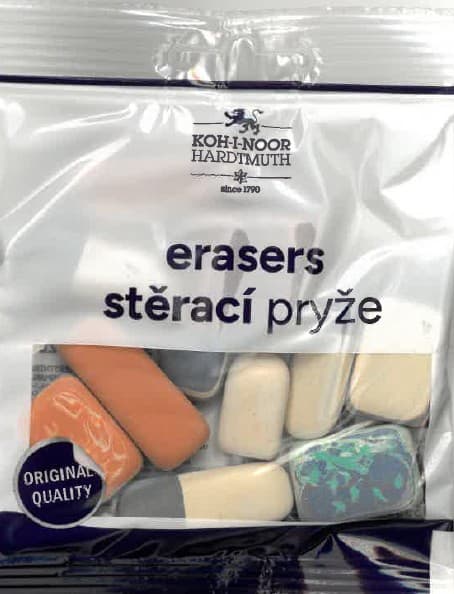 KOH-I-NOOR
HARDTMUTH
since 1790
erasers
stěrací pryže
ORIGINAL
QUALITY